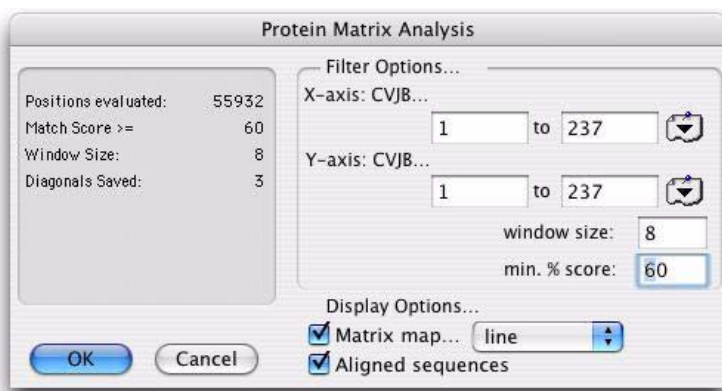 Protein Matrix Analysis
Positions evaluated: 55932
Match Score >= 60
Window Size: 8
Diagonals Saved: 3
Filter Options...
X-axis: CVJB...
1 to 237
Y-axis: CVJB...
1 to 237
window size: 8
min. % score: 60
Display Options...
Matrix map... line
Aligned sequences
OK Cancel